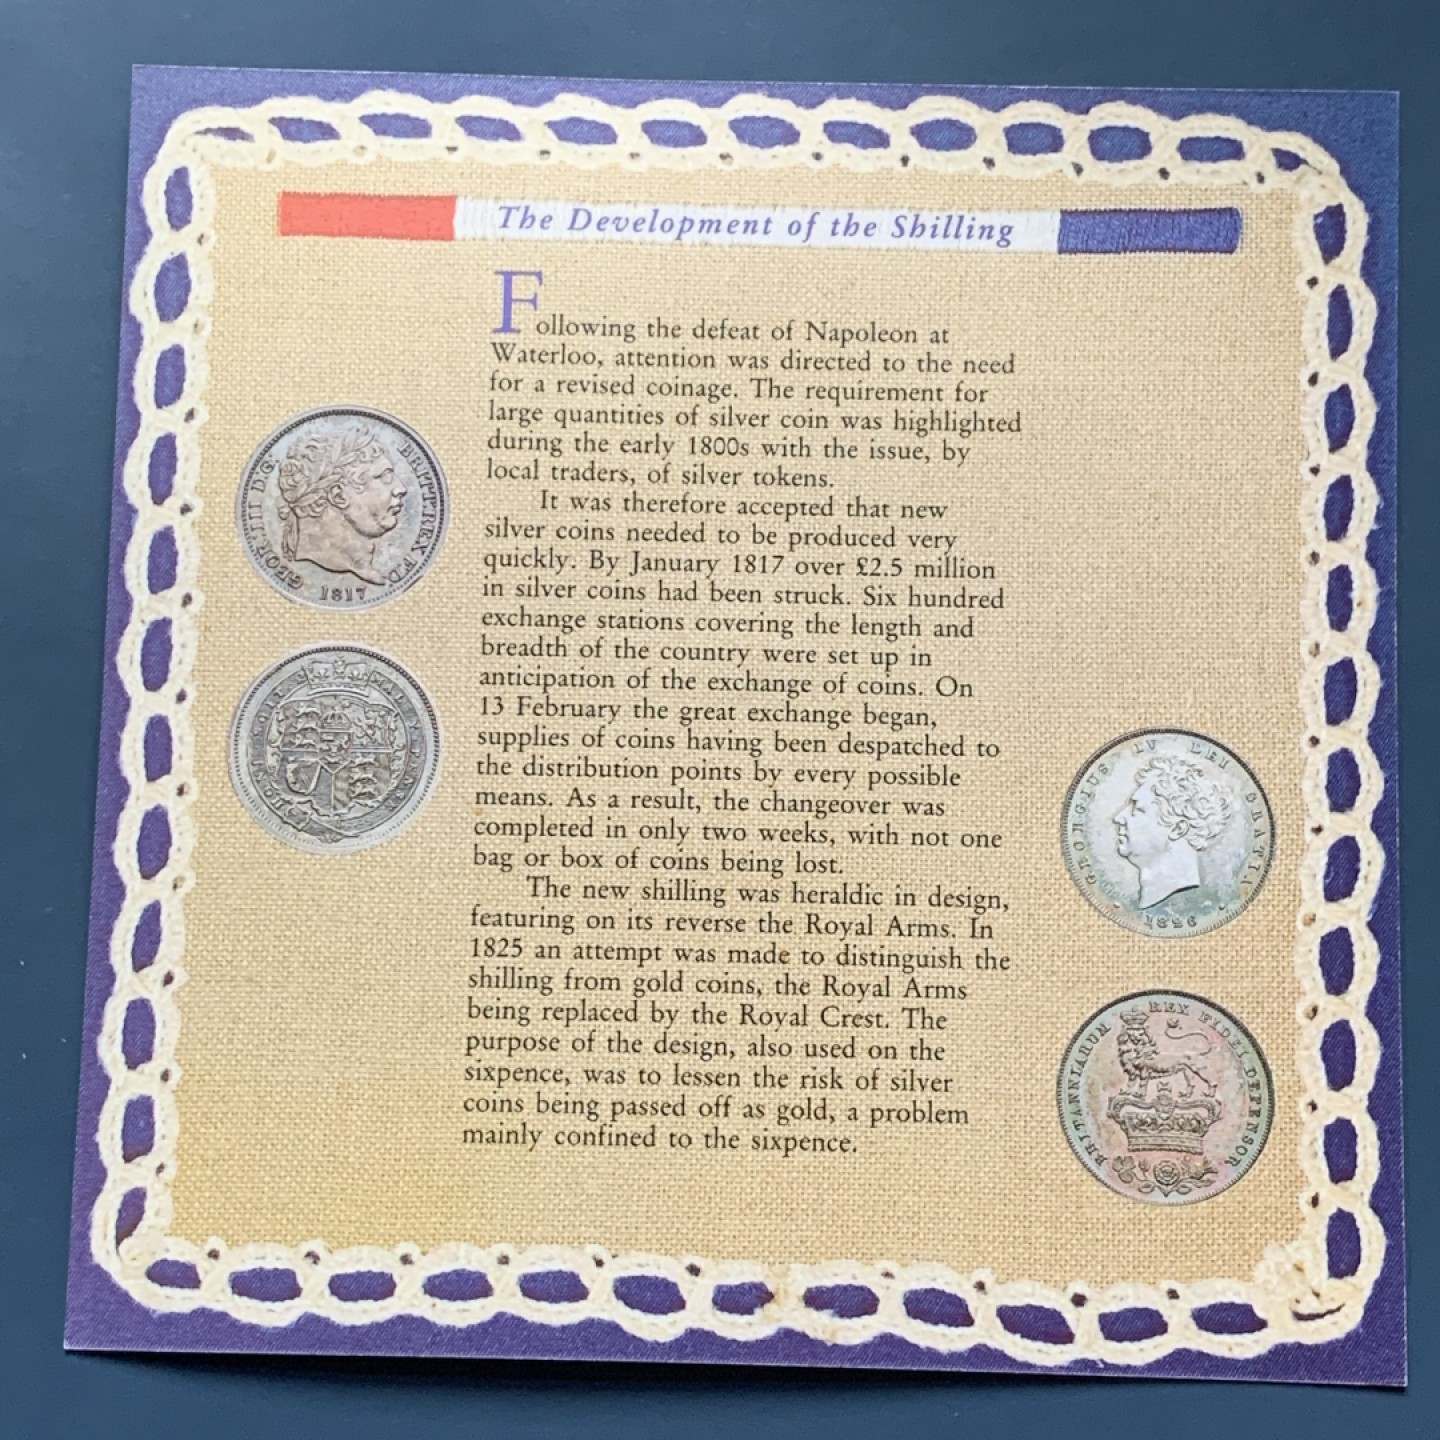 The Development of the Shilling
Following the defeat of Napoleon at
Waterloo, attention was directed to the need
for a revised coinage. The requirement for
large quantities of silver coin was highlighted
during the early 1800s with the issue, by
local traders, of silver tokens.
It was therefore accepted that new
silver coins needed to be produced very
quickly. By January 1817 over £2.5 million
in silver coins had been struck. Six hundred
exchange stations covering the length and
breadth of the country were set up in
anticipation of the exchange of coins. On
13 February the great exchange began,
supplies of coins having been despatched to
the distribution points by every possible
means. As a result, the changeover was
completed in only two weeks, with not one
bag or box of coins being lost.
The new shilling was heraldic in design,
featuring on its reverse the Royal Arms. In
1825 an attempt was made to distinguish the
shilling from gold coins, the Royal Arms
being replaced by the Royal Crest. The
purpose of the design, also used on the
sixpence, was to lessen the risk of silver
coins being passed off as gold, a problem
mainly confined to the sixpence.
GEOR: III D:G: BRITT: REX F:D:
1817
GEORGIUS IV DEI GRATIA
1826
BRITANNIARUM REX FIDEI DEFENSOR